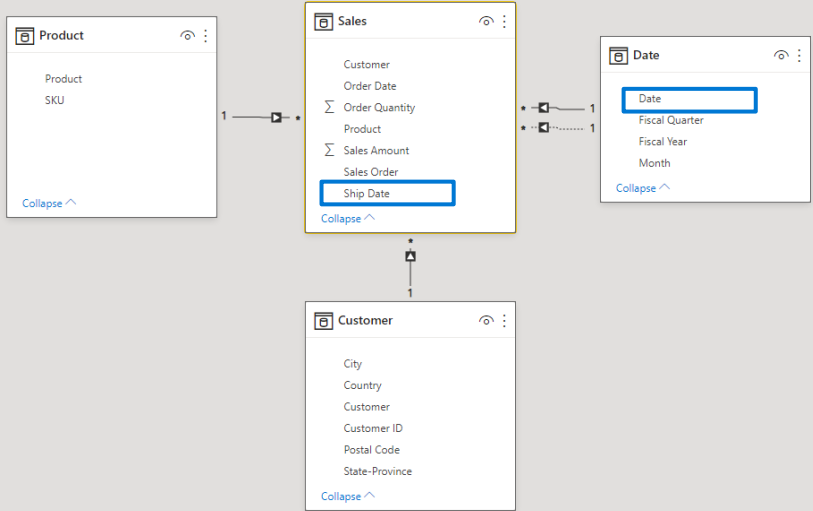 Product
Product
SKU
Collapse
Sales
Customer
Order Date
Σ Order Quantity
Product
Σ Sales Amount
Sales Order
Ship Date
Collapse
Date
Date
Fiscal Quarter
Fiscal Year
Month
Collapse
1
*
*
1
*
1
*
1
Customer
City
Country
Customer
Customer ID
Postal Code
State-Province
Collapse